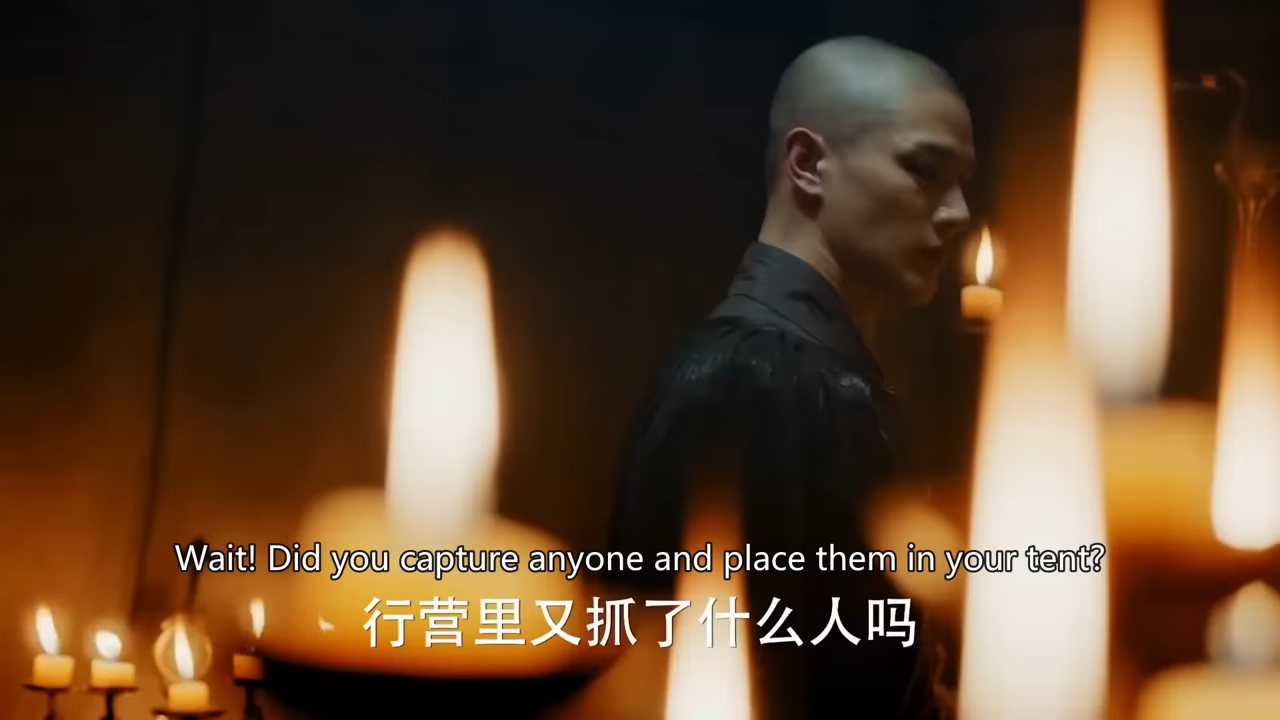 Wait! Did you capture anyone and place them in your tent?
行营里又抓了什么人吗